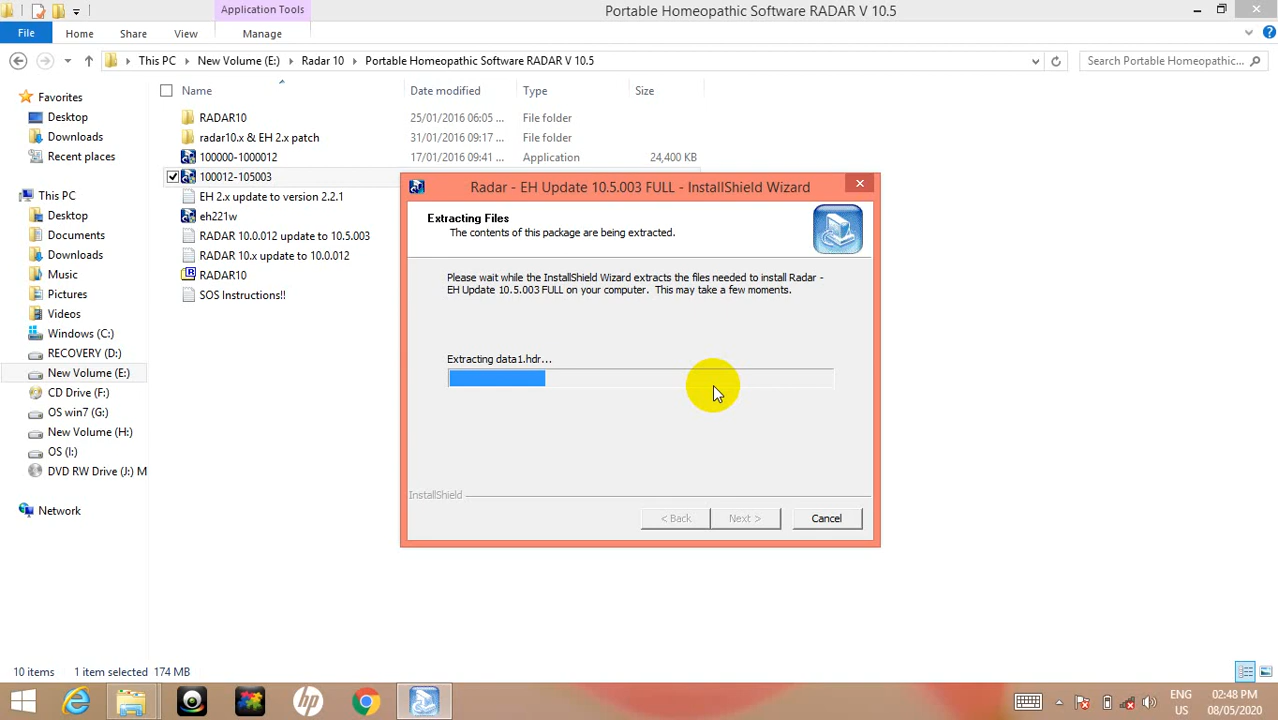 Application Tools
Portable Homeopathic Software RADAR V 10.5
File
Home
Share
View
Manage
This PC
New Volume (E:)
Radar 10
Portable Homeopathic Software RADAR V 10.5
Search Portable Homeopathic...
Name
Date modified
Type
Size
Favorites
Desktop
Downloads
Recent places
This PC
Desktop
Documents
Downloads
Music
Pictures
Videos
Windows (C:)
RECOVERY (D:)
New Volume (E:)
CD Drive (F:)
OS win7 (G:)
New Volume (H:)
OS (I:)
DVD RW Drive (J:) M
Network
RADAR10
25/01/2016 06:05 ...
File folder
radar10.x & EH 2.x patch
31/01/2016 09:17 ...
File folder
100000-1000012
17/01/2016 09:41 ...
Application
24,400 KB
100012-105003
EH 2.x update to version 2.2.1
eh221w
RADAR 10.0.012 update to 10.5.003
RADAR 10.x update to 10.0.012
RADAR10
SOS Instructions!!
Radar - EH Update 10.5.003 FULL - InstallShield Wizard
Extracting Files
The contents of this package are being extracted.
Please wait while the InstallShield Wizard extracts the files needed to install Radar -
EH Update 10.5.003 FULL on your computer. This may take a few moments.
Extracting data1.hdr...
InstallShield
< Back
Next >
Cancel
10 items
1 item selected 174 MB
ENG
US
02:48 PM
08/05/2020